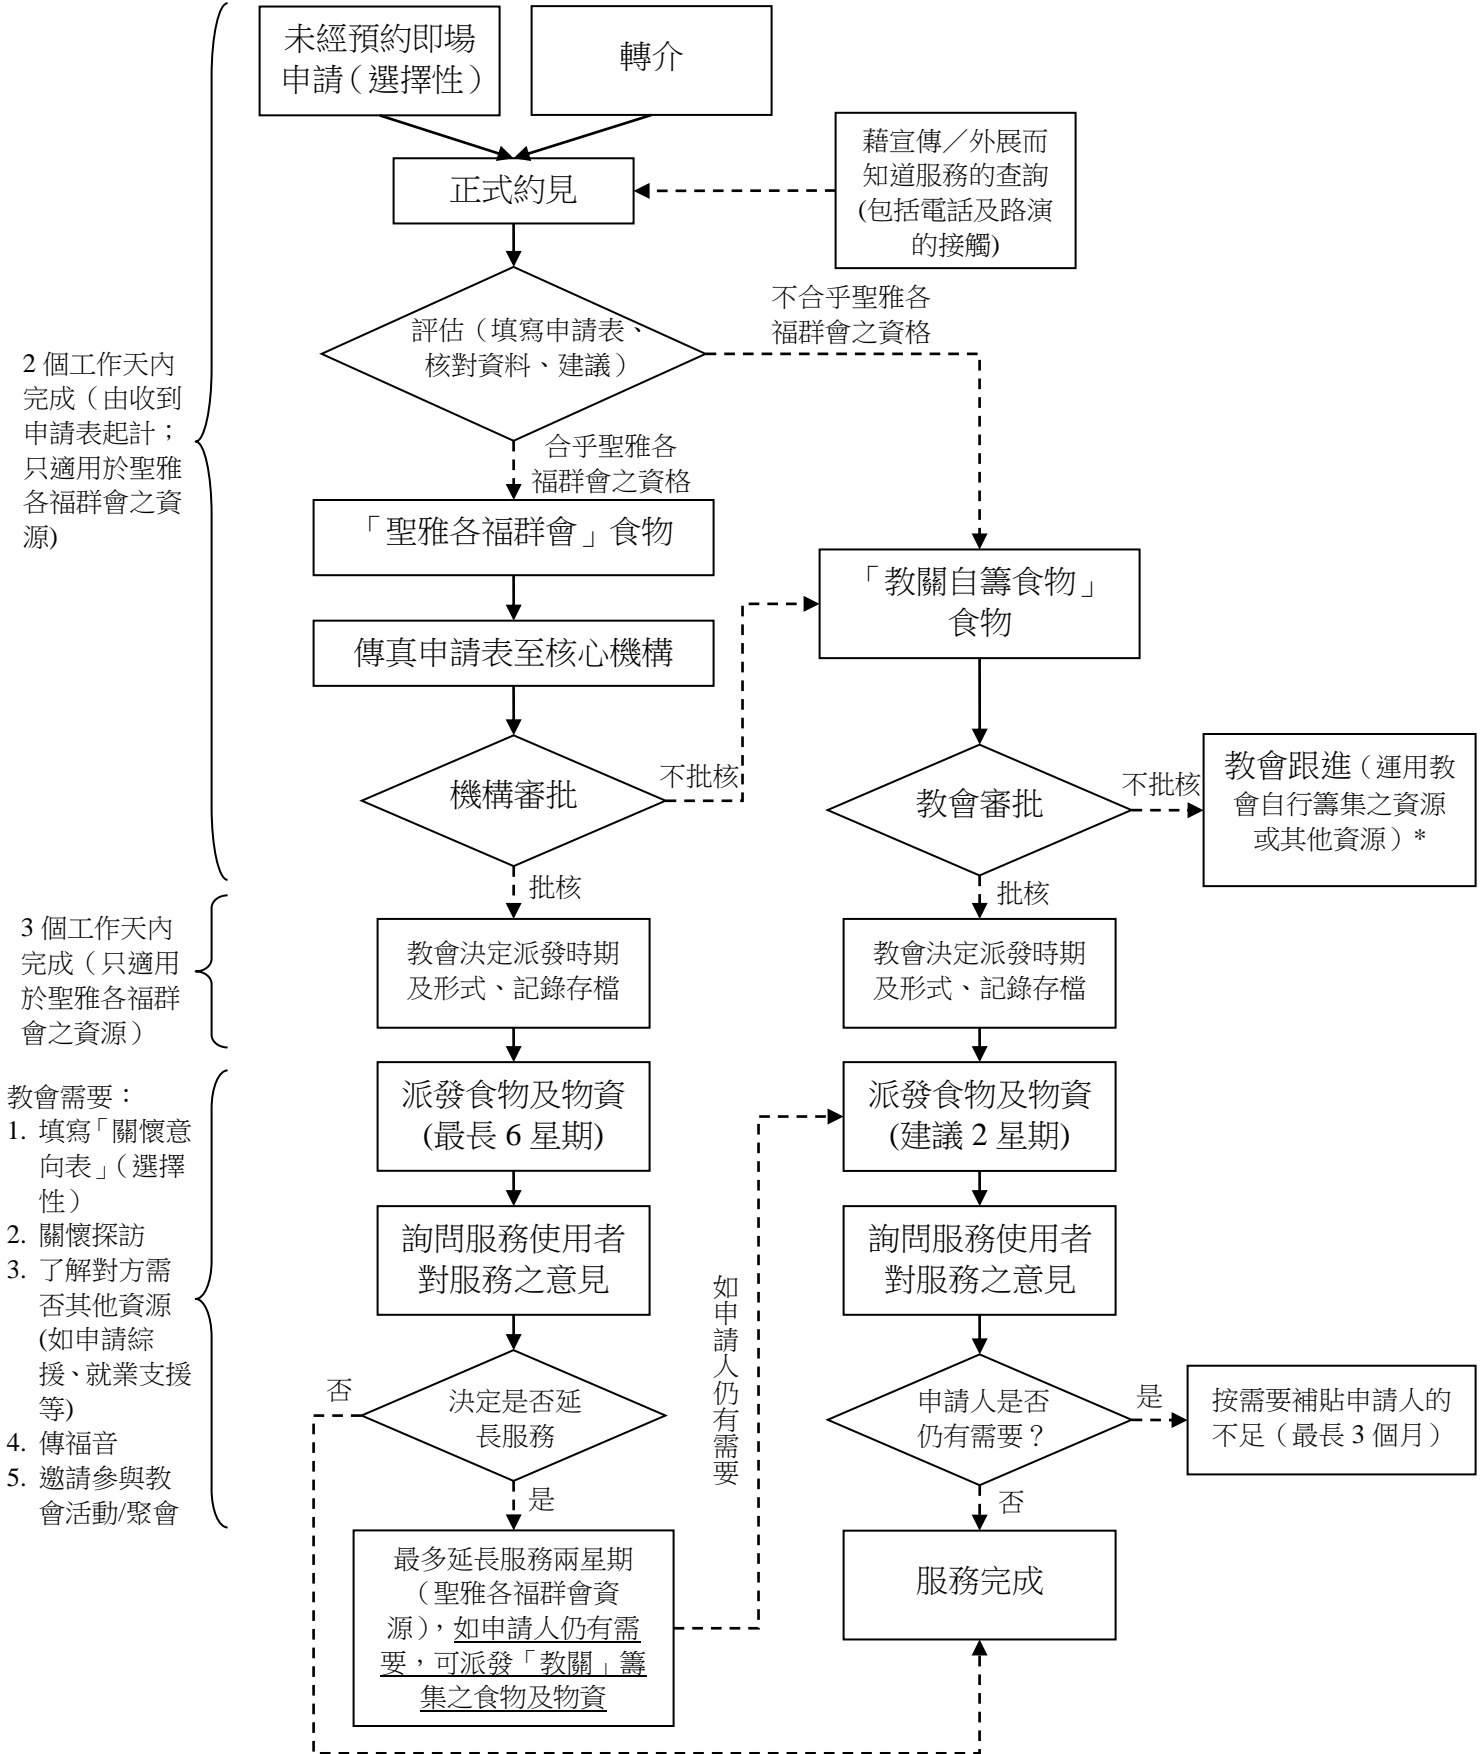 未經預約即場
申請（選擇性）
轉介
藉宣傳／外展而
知道服務的查詢
(包括電話及路演
的接觸)
正式約見
評估（填寫申請表、
核對資料、建議）
不合乎聖雅各
福群會之資格
2 個工作天內
完成（由收到
申請表起計；
只適用於聖雅
各福群會之資
源)
合乎聖雅各
福群會之資格
「聖雅各福群會」食物
「教關自籌食物」
食物
傳真申請表至核心機構
機構審批
不批核
教會審批
不批核
教會跟進（運用教
會自行籌集之資源
或其他資源）*
批核
批核
3 個工作天內
完成（只適用
於聖雅各福群
會之資源）
教會決定派發時期
及形式、記錄存檔
教會決定派發時期
及形式、記錄存檔
教會需要：
1. 填寫「關懷意
向表」（選擇
性）
2. 關懷探訪
3. 了解對方需
否其他資源
(如申請綜
援、就業支援
等)
4. 傳福音
5. 邀請參與教
會活動/聚會
派發食物及物資
(最長 6 星期)
派發食物及物資
(建議 2 星期)
詢問服務使用者
對服務之意見
詢問服務使用者
對服務之意見
如申請人仍有需要
否
決定是否延
長服務
申請人是否
仍有需要？
是
按需要補貼申請人的
不足（最長 3 個月）
是
否
最多延長服務兩星期
（聖雅各福群會資
源），如申請人仍有需
要，可派發「教關」籌
集之食物及物資
服務完成